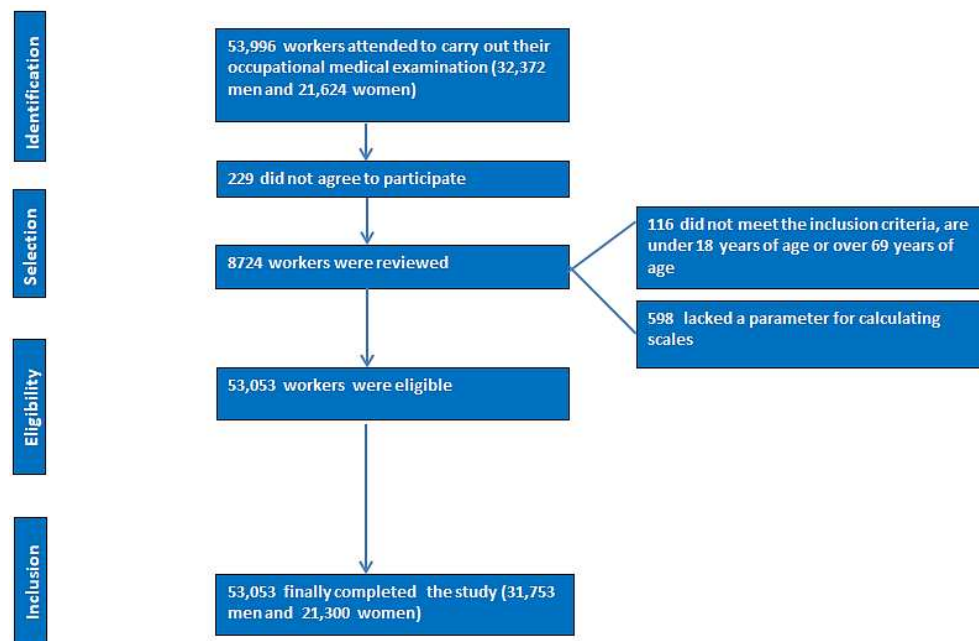 Identification
53,996 workers attended to carry out their
occupational medical examination (32,372
men and 21,624 women)
229 did not agree to participate
Selection
8724 workers were reviewed
116 did not meet the inclusion criteria, are
under 18 years of age or over 69 years of
age
598 lacked a parameter for calculating
scales
Eligibility
53,053 workers were eligible
Inclusion
53,053 finally completed the study (31,753
men and 21,300 women)